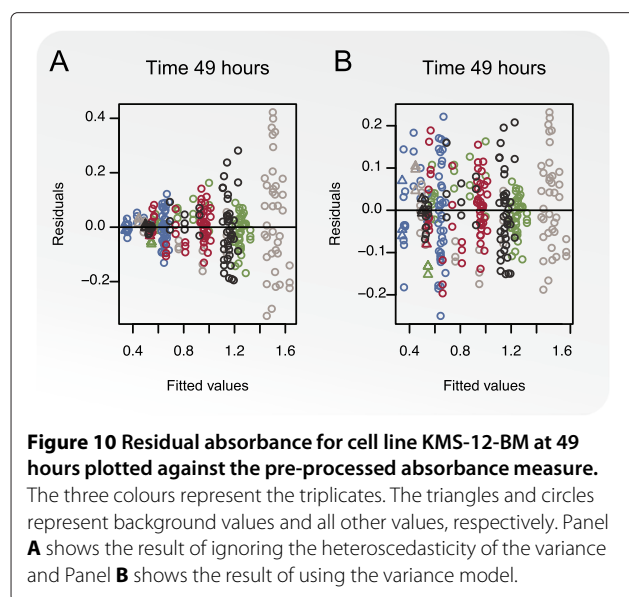 A
Time 49 hours
B
Time 49 hours
Residuals
0.4
0.2
0.0
−0.2
0.4
0.8
1.2
1.6
Fitted values
Residuals
0.2
0.1
0.0
−0.1
−0.2
0.4
0.8
1.2
1.6
Fitted values
Figure 10 Residual absorbance for cell line KMS-12-BM at 49
hours plotted against the pre-processed absorbance measure.
The three colours represent the triplicates. The triangles and circles
represent background values and all other values, respectively. Panel
A shows the result of ignoring the heteroscedasticity of the variance
and Panel B shows the result of using the variance model.